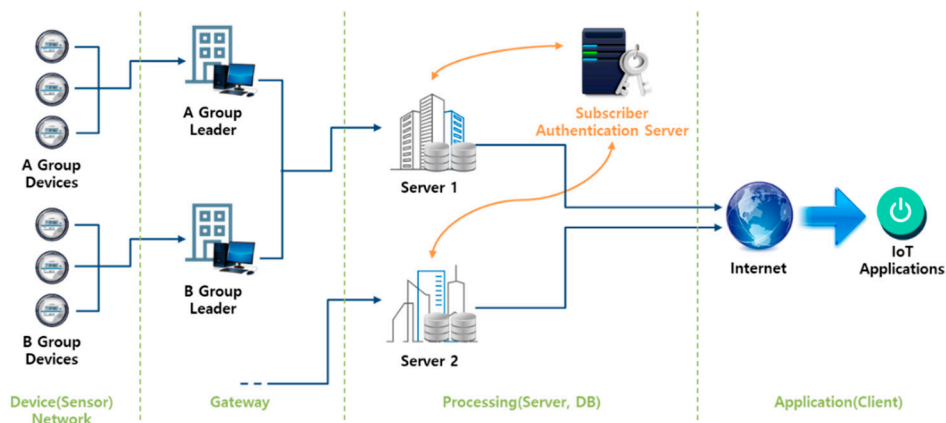 A Group
Devices
B Group
Devices
A Group
Leader
B Group
Leader
Subscriber
Authentication Server
Server 1
Server 2
Internet
IoT
Applications
Device(Sensor)
Network
Gateway
Processing(Server, DB)
Application(Client)